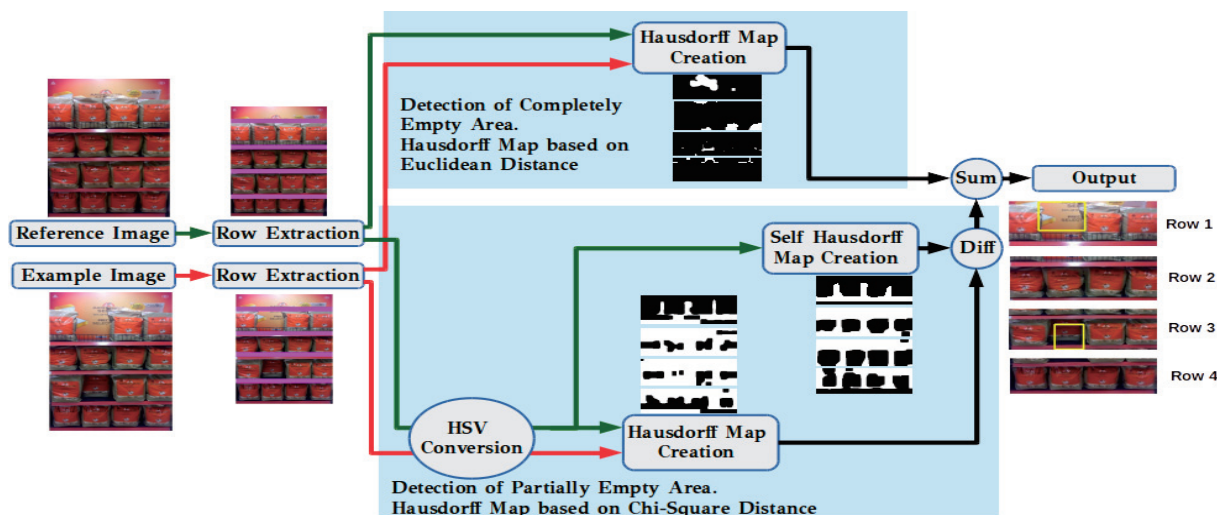 Hausdorff Map
Creation
Detection of Completely
Empty Area.
Hausdorff Map based on
Euclidean Distance
Reference Image
Row Extraction
Example Image
Row Extraction
Sum
Output
Row 1
Self Hausdorff
Map Creation
Diff
Row 2
Row 3
Row 4
HSV
Conversion
Hausdorff Map
Creation
Detection of Partially Empty Area.
Hausdorff Map based on Chi-Square Distance